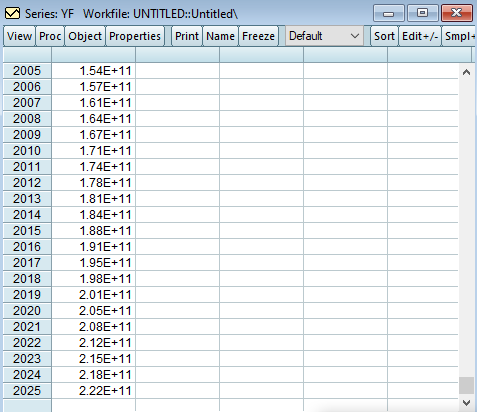 Series: YF Workfile: UNTITLED::Untitled\
View Proc Object Properties Print Name Freeze Default Sort Edit+/- Smpl+
2005 1.54E+11
2006 1.57E+11
2007 1.61E+11
2008 1.64E+11
2009 1.67E+11
2010 1.71E+11
2011 1.74E+11
2012 1.78E+11
2013 1.81E+11
2014 1.84E+11
2015 1.88E+11
2016 1.91E+11
2017 1.95E+11
2018 1.98E+11
2019 2.01E+11
2020 2.05E+11
2021 2.08E+11
2022 2.12E+11
2023 2.15E+11
2024 2.18E+11
2025 2.22E+11